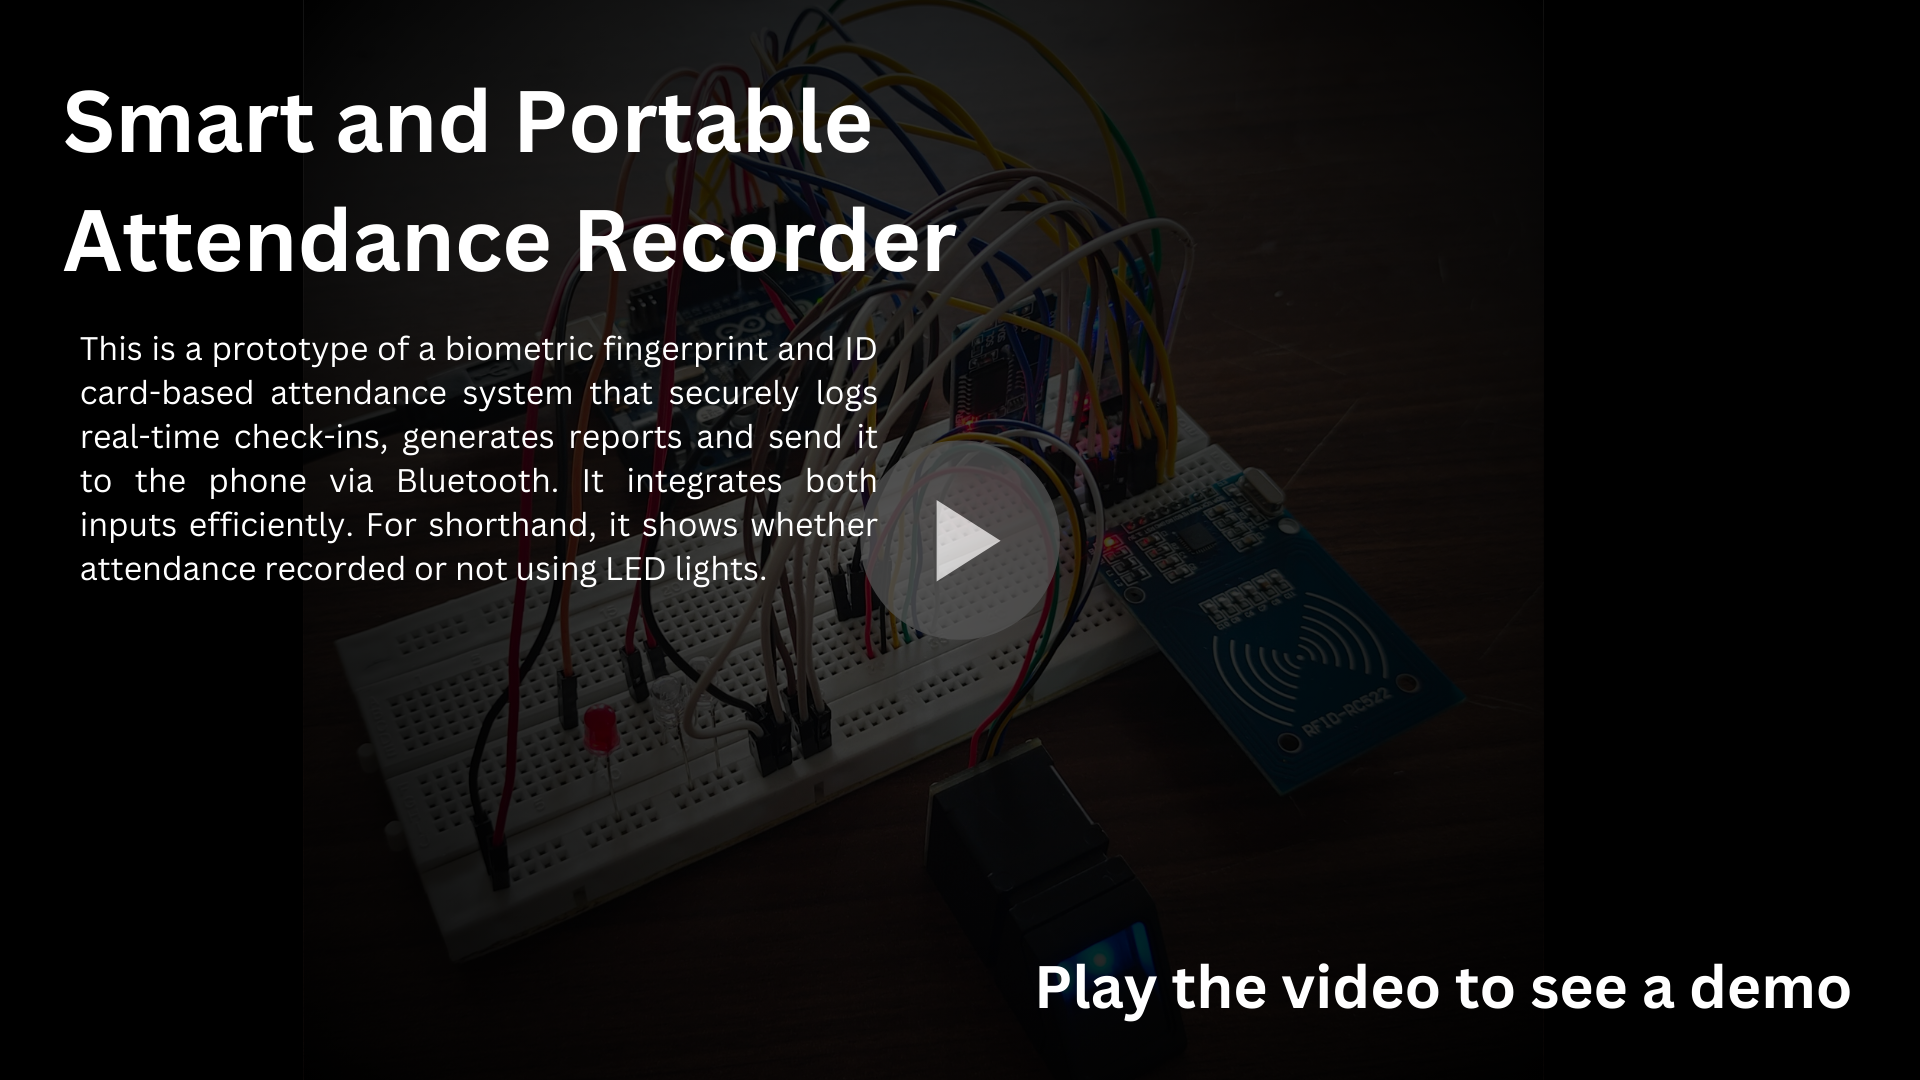 Smart and Portable
Attendance Recorder
This is a prototype of a biometric fingerprint and ID
card-based attendance system that securely logs
real-time check-ins, generates reports and send it
to the phone via Bluetooth. It integrates both
inputs efficiently. For shorthand, it shows whether
attendance recorded or not using LED lights.
RFID-RC522
Play the video to see a demo